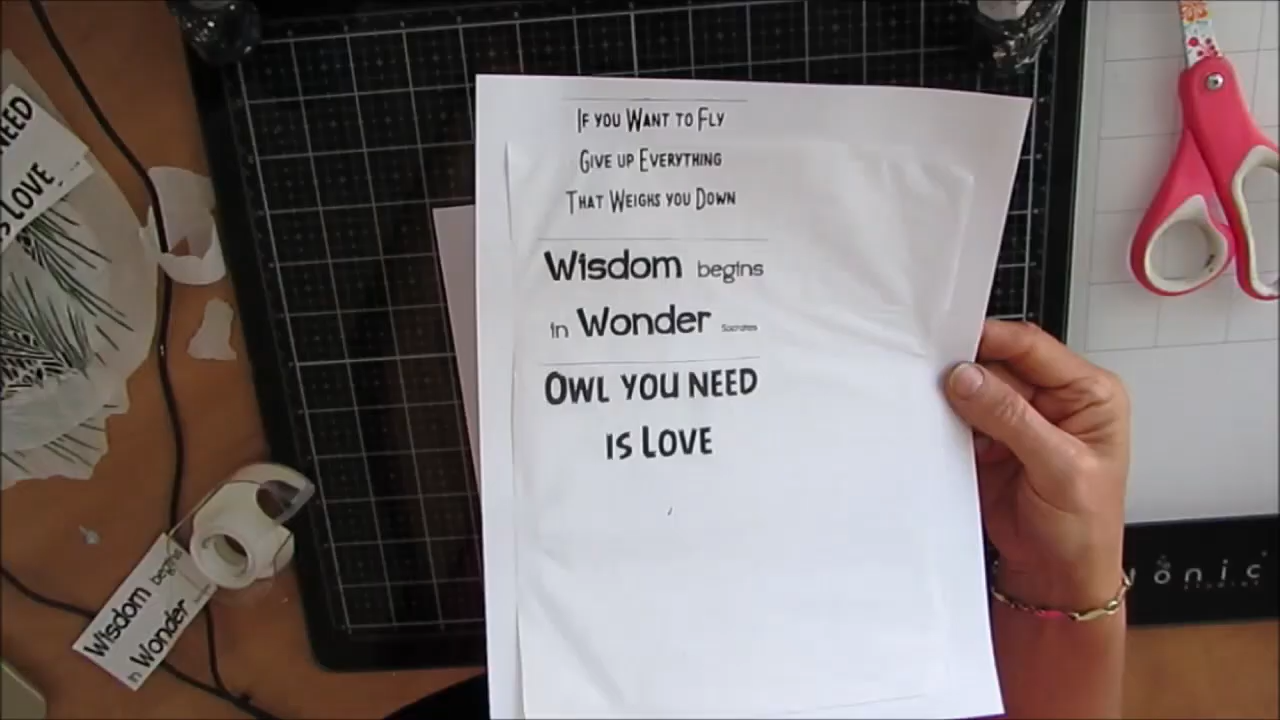 If you Want to Fly
Give up Everything
That Weighs you Down
Wisdom begins
in Wonder Socrates
Owl you need
is Love
NEED
IS LOVE
Wisdom begins
in Wonder